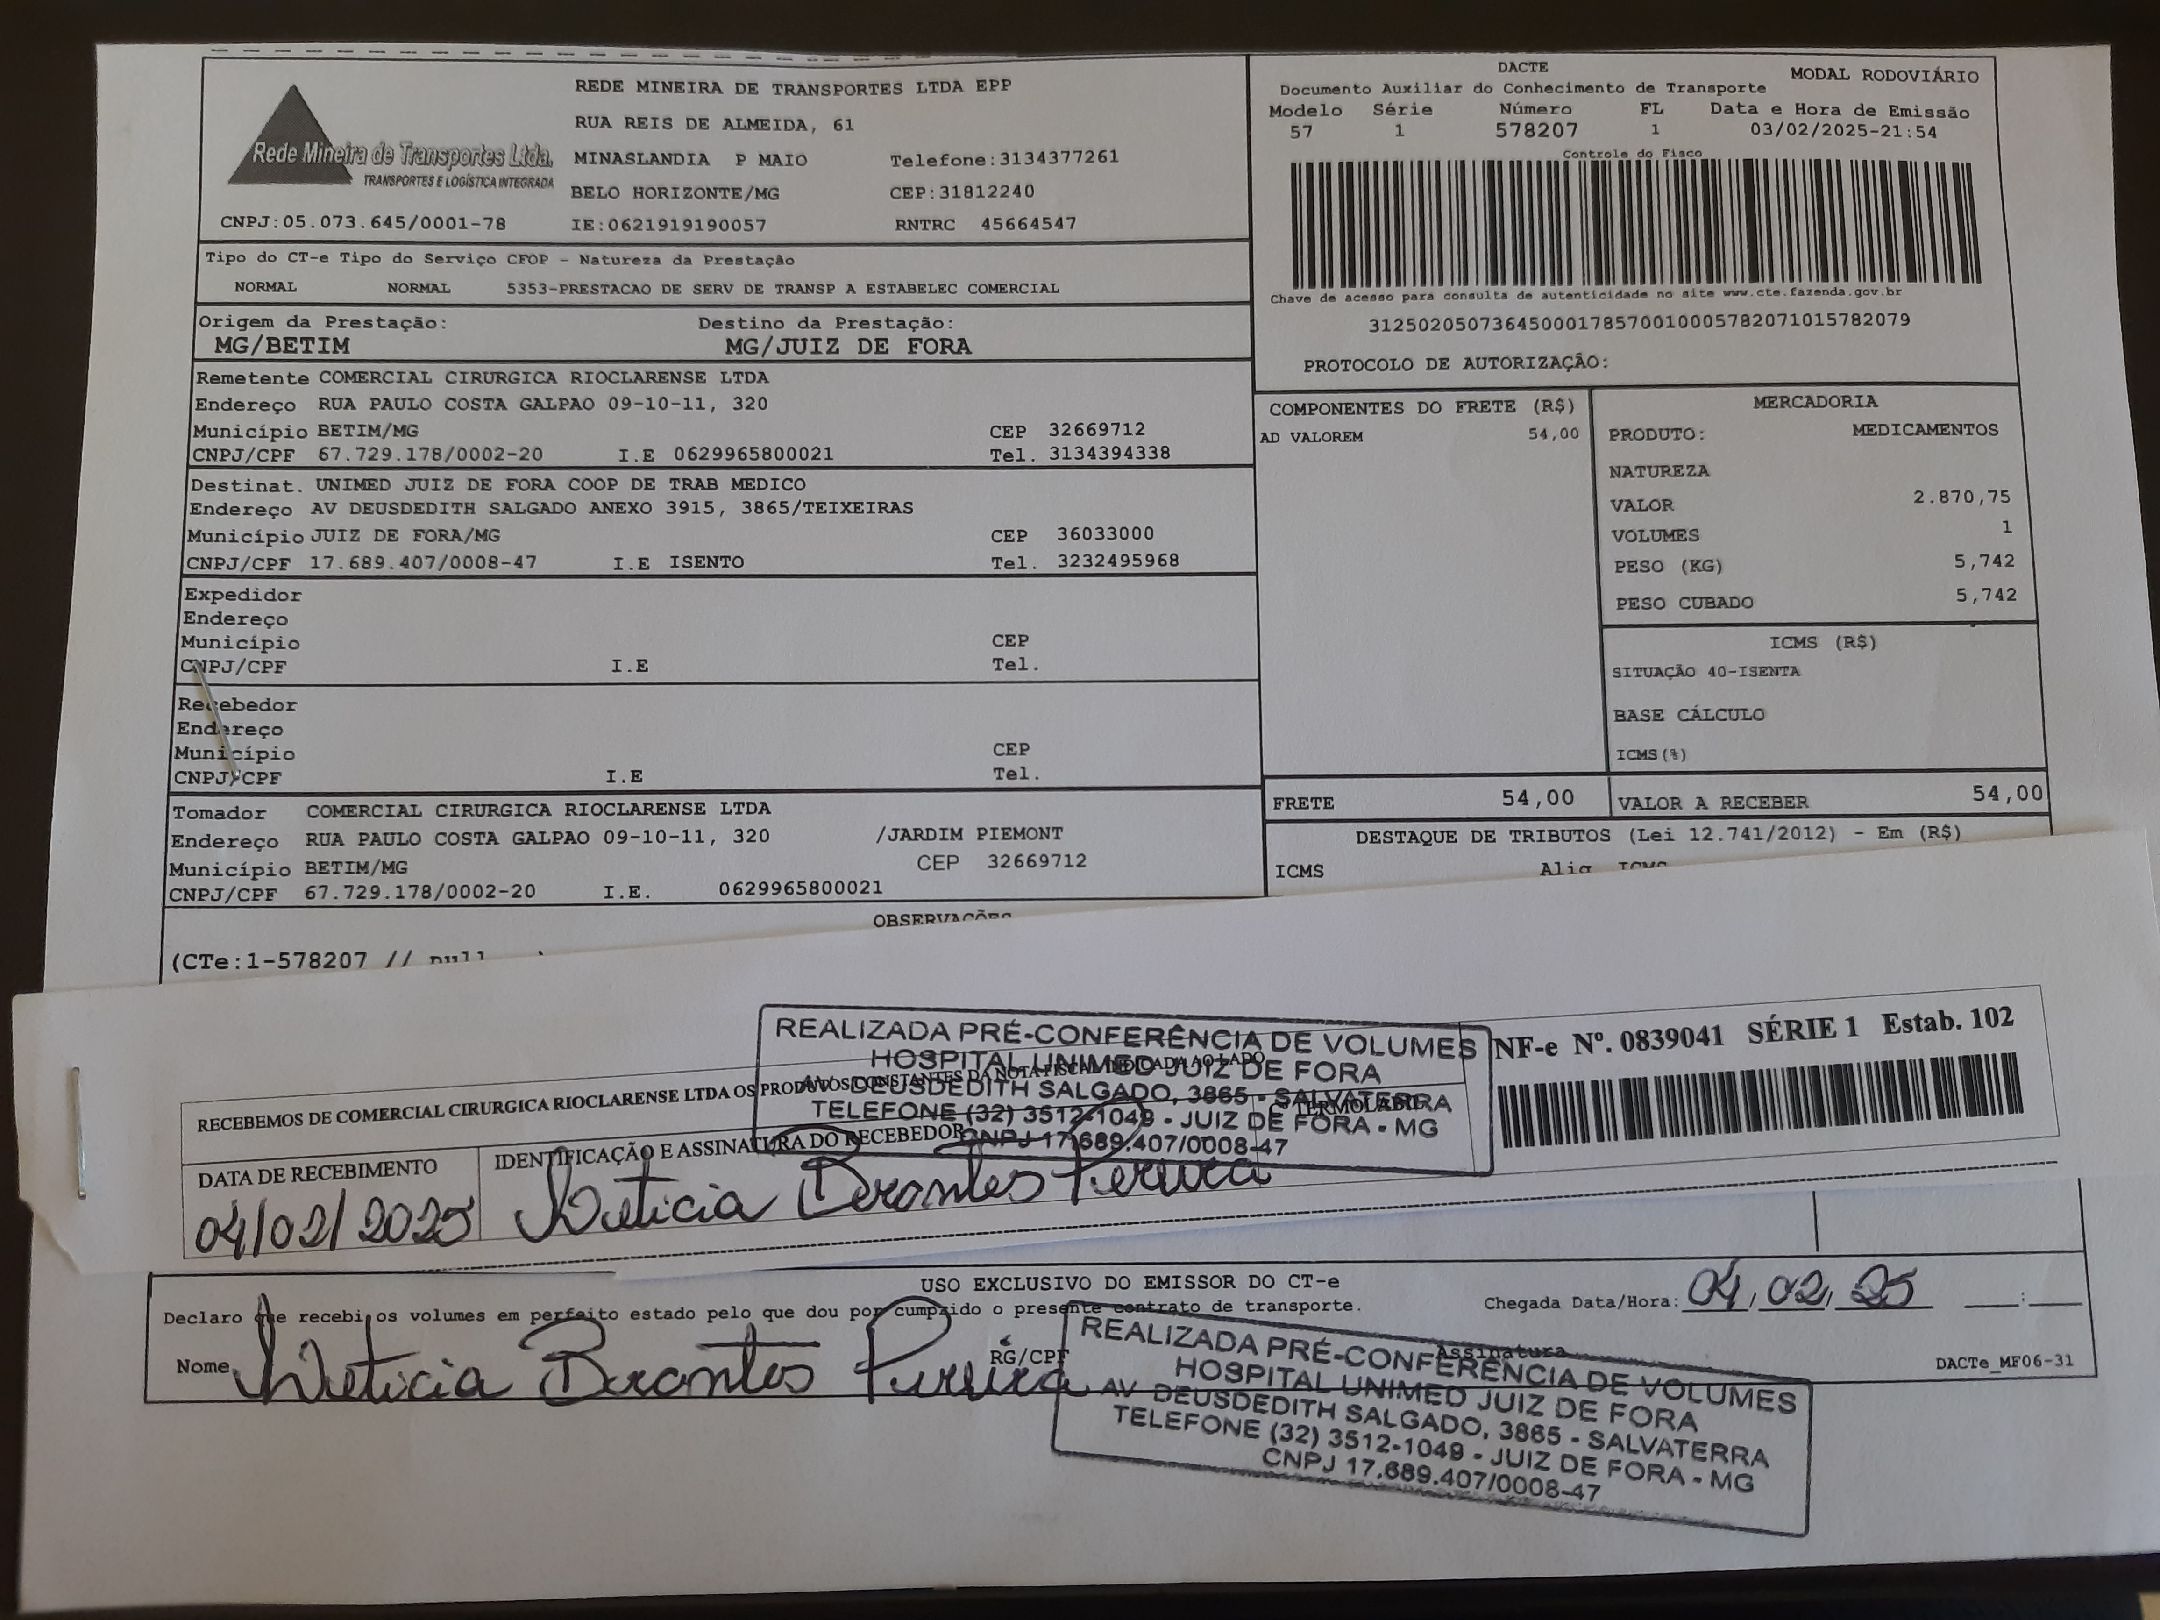 REDE MINEIRA DE TRANSPORTES LTDA EPP
RUA REIS DE ALMEIDA, 61
Rede Mineira de Transportes Ltda.
TRANSPORTES E LOGÍSTICA INTEGRADA
MINASLANDIA P MAIO Telefone:3134377261
BELO HORIZONTE/MG CEP:31812240
CNPJ:05.073.645/0001-78 IE:0621919190057 RNTRC 45664547
DACTE MODAL RODOVIÁRIO
Documento Auxiliar do Conhecimento de Transporte
Modelo Série Número FL Data e Hora de Emissão
57 1 578207 1 03/02/2025-21:54
Controle do Fisco
Chave de acesso para consulta de autenticidade no site www.cte.fazenda.gov.br
31250205073645000178570010005782071015782079
PROTOCOLO DE AUTORIZAÇÃO:
Tipo do CT-e Tipo do Serviço CFOP - Natureza da Prestação
NORMAL NORMAL 5353-PRESTACAO DE SERV DE TRANSP A ESTABELEC COMERCIAL
Origem da Prestação: Destino da Prestação:
MG/BETIM MG/JUIZ DE FORA
Remetente COMERCIAL CIRURGICA RIOCLARENSE LTDA
Endereço RUA PAULO COSTA GALPAO 09-10-11, 320
Município BETIM/MG CEP 32669712
CNPJ/CPF 67.729.178/0002-20 I.E 0629965800021 Tel. 3134394338
Destinat. UNIMED JUIZ DE FORA COOP DE TRAB MEDICO
Endereço AV DEUSDEDITH SALGADO ANEXO 3915, 3865/TEIXEIRAS
Município JUIZ DE FORA/MG CEP 36033000
CNPJ/CPF 17.689.407/0008-47 I.E ISENTO Tel. 3232495968
Expedidor
Endereço
Município CEP
CNPJ/CPF I.E Tel.
Recebedor
Endereço
Município CEP
CNPJ/CPF I.E Tel.
Tomador COMERCIAL CIRURGICA RIOCLARENSE LTDA
Endereço RUA PAULO COSTA GALPAO 09-10-11, 320 /JARDIM PIEMONT
Município BETIM/MG CEP 32669712
CNPJ/CPF 67.729.178/0002-20 I.E. 0629965800021
COMPONENTES DO FRETE (R$)
AD VALOREM 54,00
MERCADORIA
PRODUTO: MEDICAMENTOS
NATUREZA
VALOR 2.870,75
VOLUMES 1
PESO (KG) 5,742
PESO CUBADO 5,742
ICMS (R$)
SITUAÇÃO 40-ISENTA
BASE CÁLCULO
ICMS(%)
FRETE 54,00 VALOR A RECEBER 54,00
DESTAQUE DE TRIBUTOS (Lei 12.741/2012) - Em (R$)
ICMS Aliq ICMS
OBSERVAÇÕES
(CTe:1-578207 // null
RECEBEMOS DE COMERCIAL CIRURGICA RIOCLARENSE LTDA OS PRODUTOS CONSTANTES DA NOTA FISCAL INDICADA AO LADO
DATA DE RECEBIMENTO IDENTIFICAÇÃO E ASSINATURA DO RECEBEDOR
04/02/2025 Leticia Dorantes Pereira
REALIZADA PRÉ-CONFERÊNCIA DE VOLUMES
HOSPITAL UNIMED JUIZ DE FORA
AV DEUSDEDITH SALGADO, 3865 - SALVATERRA
TELEFONE (32) 3512-1049 - JUIZ DE FORA - MG
CNPJ 17.689.407/0008-47
NF-e Nº. 0839041 SÉRIE 1 Estab. 102
USO EXCLUSIVO DO EMISSOR DO CT-e
Declaro que recebi os volumes em perfeito estado pelo que dou por cumprido o presente contrato de transporte.
Chegada Data/Hora: 04, 02, 25 :
Nome Leticia Dorantes Pereira RG/CPF Assinatura
DACTe_MF06-31
REALIZADA PRÉ-CONFERÊNCIA DE VOLUMES
HOSPITAL UNIMED JUIZ DE FORA
AV DEUSDEDITH SALGADO, 3865 - SALVATERRA
TELEFONE (32) 3512-1049 - JUIZ DE FORA - MG
CNPJ 17.689.407/0008-47